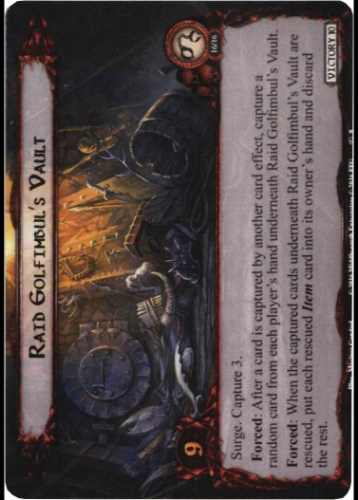 RAID GOLFIMBUL'S VAULT
9
16/16
Surge. Capture 3.
Forced: After a card is captured by another card effect, capture a
random card from each player's hand underneath Raid Golfimbul's Vault.
Forced: When the captured cards underneath Raid Golfimbul's Vault are
rescued, put each rescued Item card into its owner's hand and discard
the rest.
VICTORY 10